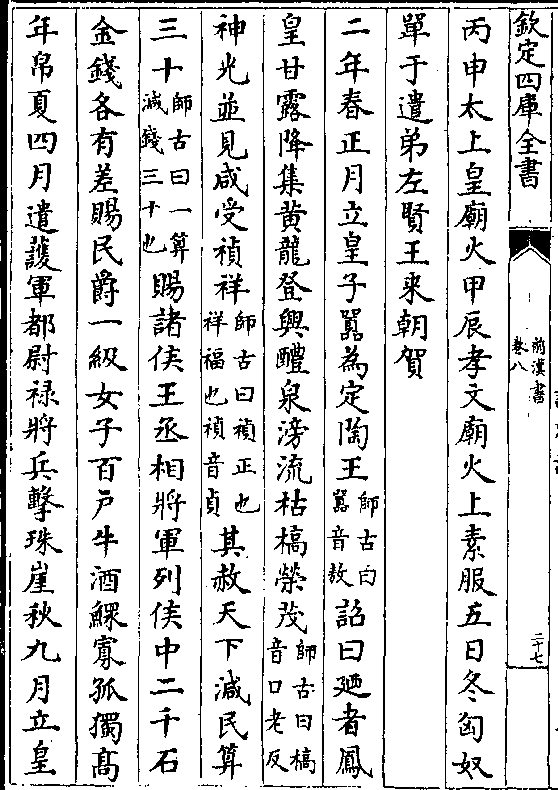 欽定四庫全書
前漢書
卷八
二十七
丙申太上皇廟火甲辰孝文廟火上素服五日冬匈奴
單于遣弟左賢王来朝賀
二年春正月立皇子囂為定陶王師古曰囂音敖詔曰廼者鳳
皇甘露降集黄龍登興醴泉滂流枯槁榮茂師古曰槁音口老反
神光並見咸受禎祥師古曰禎正也祥福也禎音貞其赦天下減民算
三十師古曰一算減錢三十也賜諸侯王丞相將軍列侯中二千石
金錢各有差賜民爵一級女子百戶牛酒鰥寡孤獨髙
年帛夏四月遣護軍都尉祿將兵擊珠崖秋九月立皇